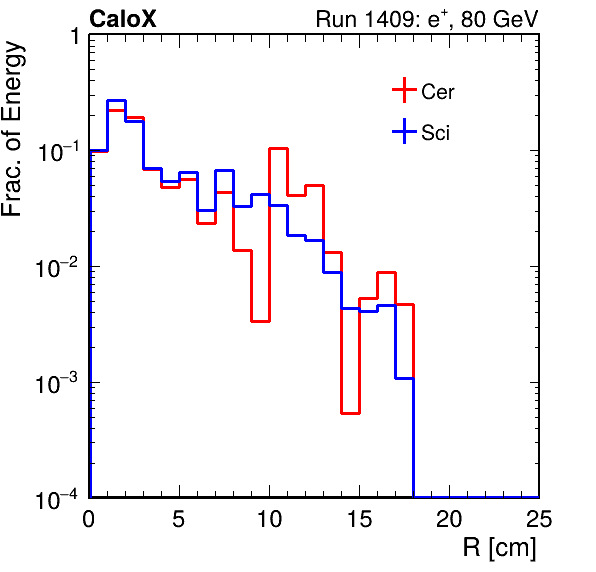 CaloX Run 1409: e⁺, 80 GeV
Frac. of Energy
1
10⁻¹
10⁻²
10⁻³
10⁻⁴
Cer
Sci
0 5 10 15 20 25
R [cm]